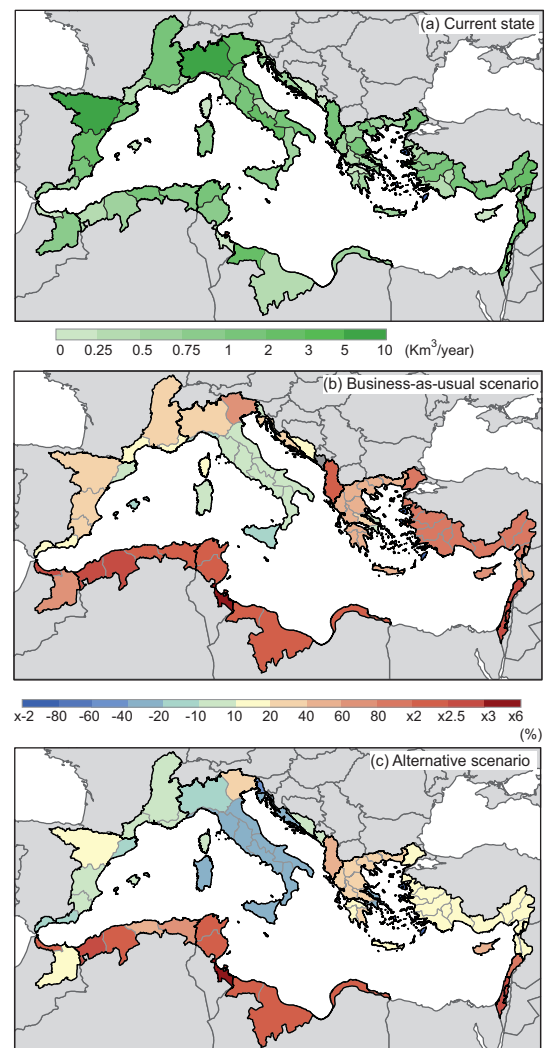 (a) Current state
0 0.25 0.5 0.75 1 2 3 5 10 (Km³/year)
(b) Business-as-usual scenario
x-2 -80 -60 -40 -20 -10 10 20 40 60 80 x2 x2.5 x3 x6
(%)
(c) Alternative scenario